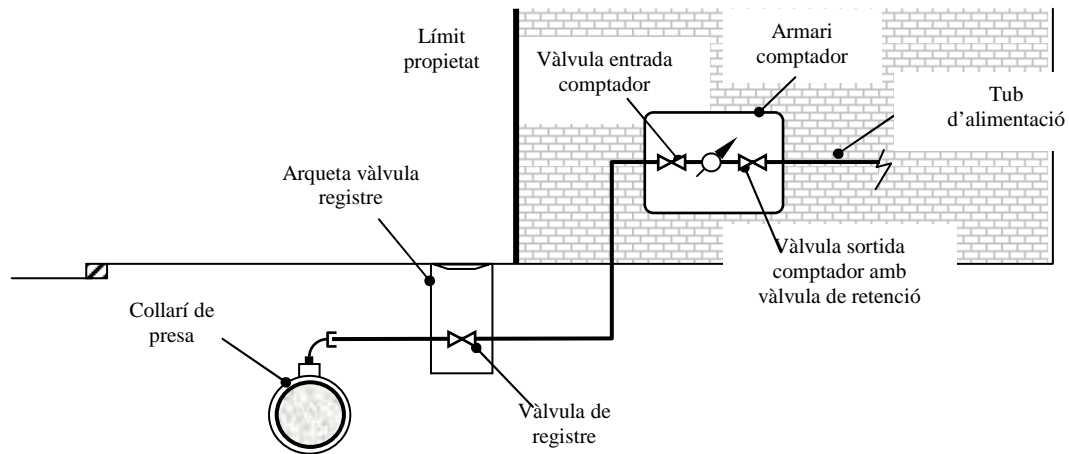 Límit
propietat
Vàlvula entrada
comptador
Armari
comptador
Tub
d'alimentació
Arqueta vàlvula
registre
Vàlvula sortida
comptador amb
vàlvula de retenció
Collarí de
presa
Vàlvula de
registre